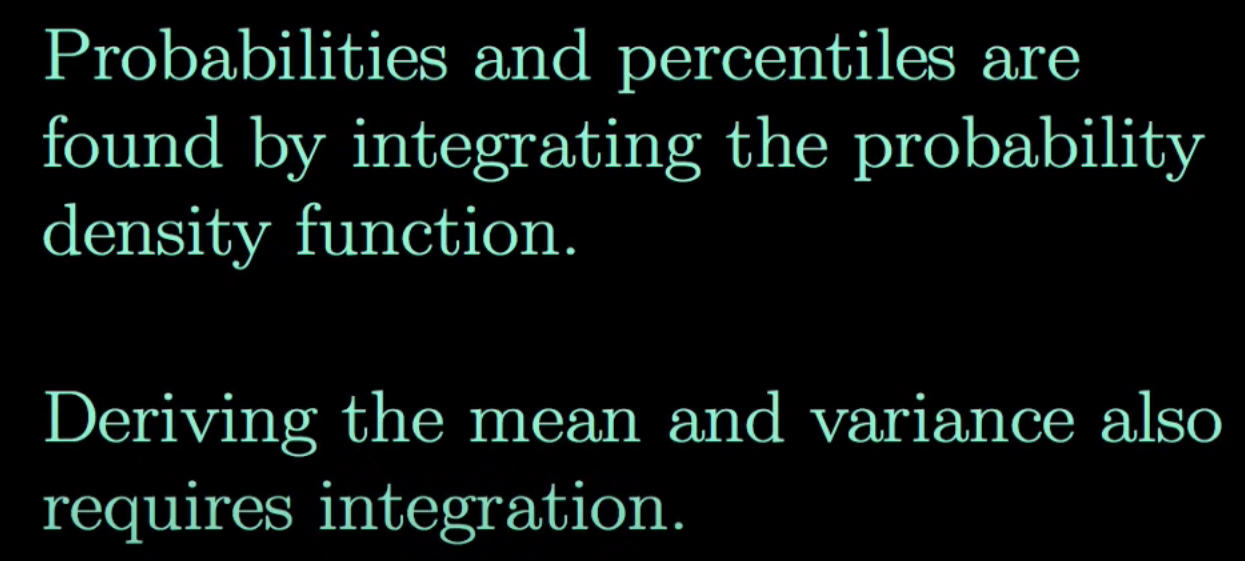 Probabilities and percentiles are
found by integrating the probability
density function.
Deriving the mean and variance also
requires integration.